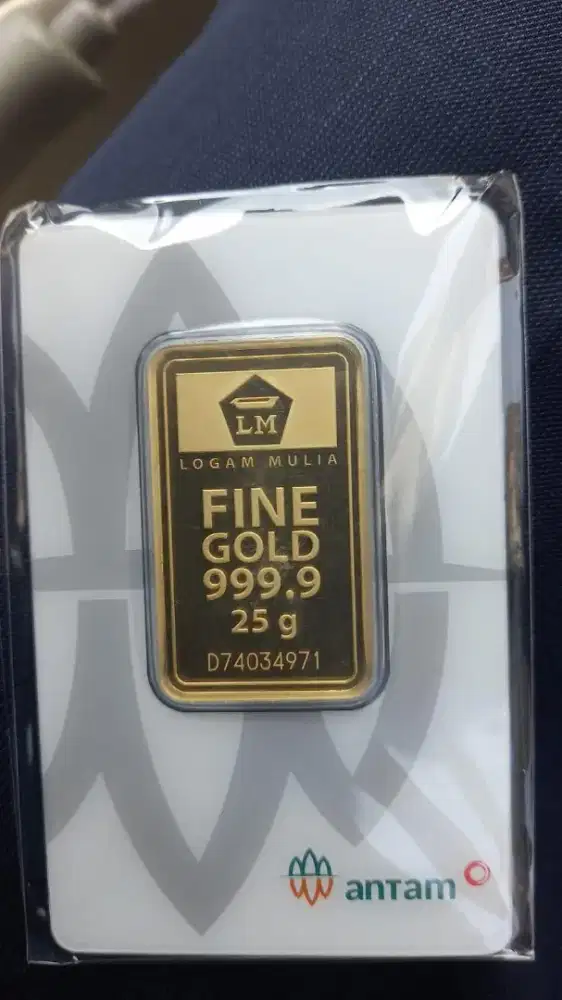 LM
LOGAM MULIA
FINE
GOLD
999.9
25 g
D74034971
antam